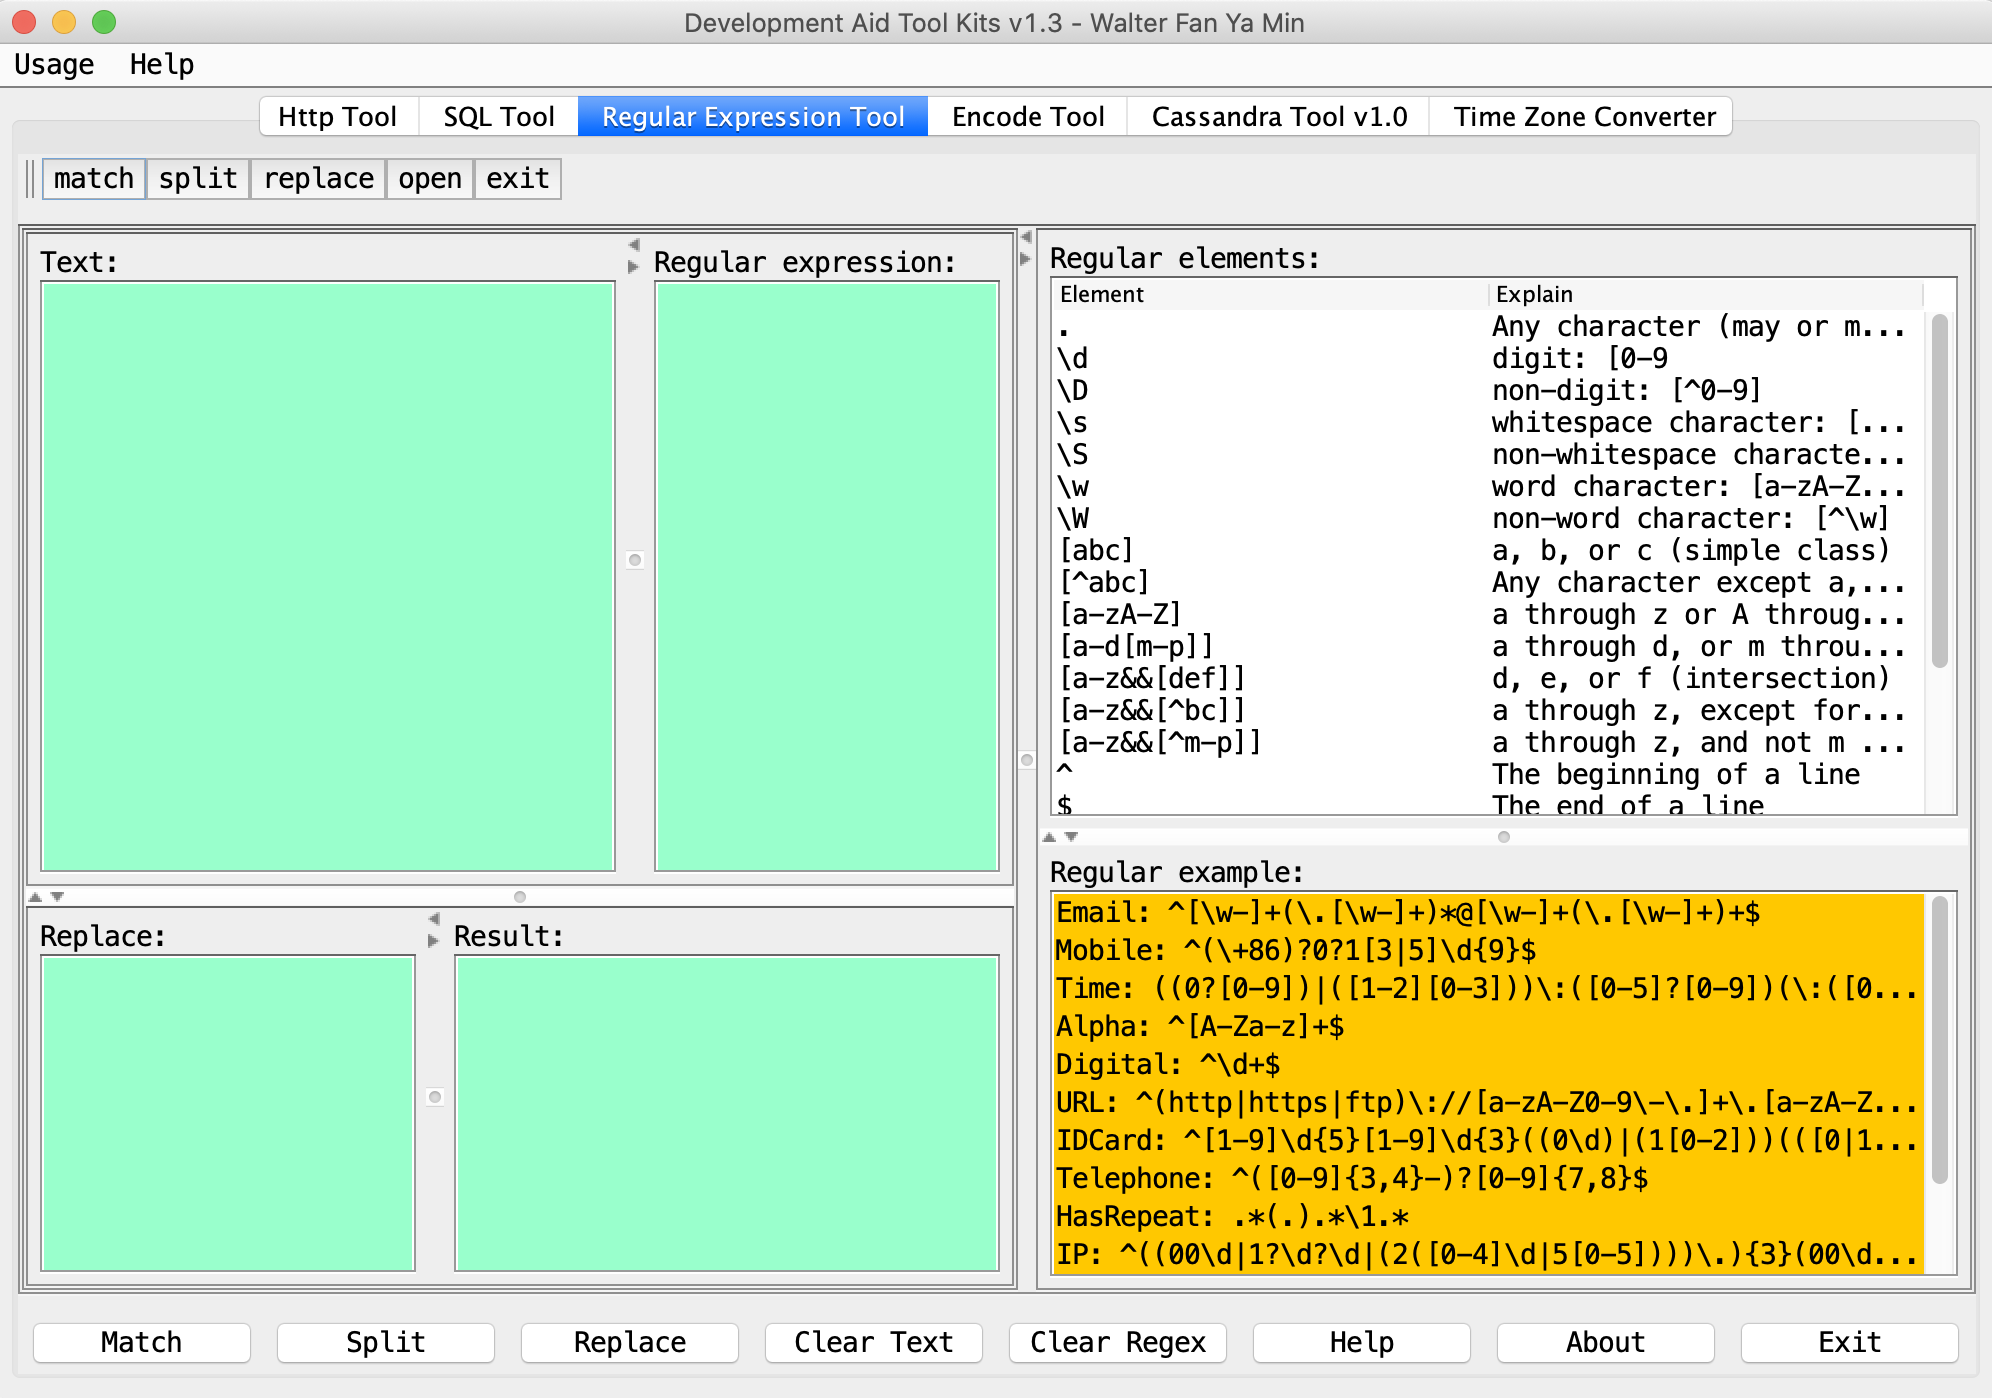 Development Aid Tool Kits v1.3 - Walter Fan Ya Min
Usage Help
Http Tool SQL Tool Regular Expression Tool Encode Tool Cassandra Tool v1.0 Time Zone Converter
match split replace open exit
Text:
Regular expression:
Regular elements:
Element Explain
. Any character (may or m...
\d digit: [0-9
\D non-digit: [^0-9]
\s whitespace character: [...
\S non-whitespace characte...
\w word character: [a-zA-Z...
\W non-word character: [^\w]
[abc] a, b, or c (simple class)
[^abc] Any character except a,...
[a-zA-Z] a through z or A throug...
[a-d[m-p]] a through d, or m throu...
[a-z&&[def]] d, e, or f (intersection)
[a-z&&[^bc]] a through z, except for...
[a-z&&[^m-p]] a through z, and not m ...
^ The beginning of a line
$ The end of a line
Regular example:
Email: ^[\w-]+(\.[\w-]+)*@[\w-]+(\.[\w-]+)+$
Mobile: ^(\+86)?0?1[3|5]\d{9}$
Time: ((0?[0-9])|([1-2][0-3]))\:([0-5]?[0-9])(\:([0...
Alpha: ^[A-Za-z]+$
Digital: ^\d+$
URL: ^(http|https|ftp)\://[a-zA-Z0-9\-\.]+\.[a-zA-Z...
IDCard: ^[1-9]\d{5}[1-9]\d{3}((0\d)|(1[0-2]))(([0|1...
Telephone: ^([0-9]{3,4}-)?[0-9]{7,8}$
HasRepeat: .*(.).*\1.*
IP: ^((00\d|1?\d?\d|(2([0-4]\d|5[0-5])))\.){3}(00\d...
Replace:
Result:
Match Split Replace Clear Text Clear Regex Help About Exit